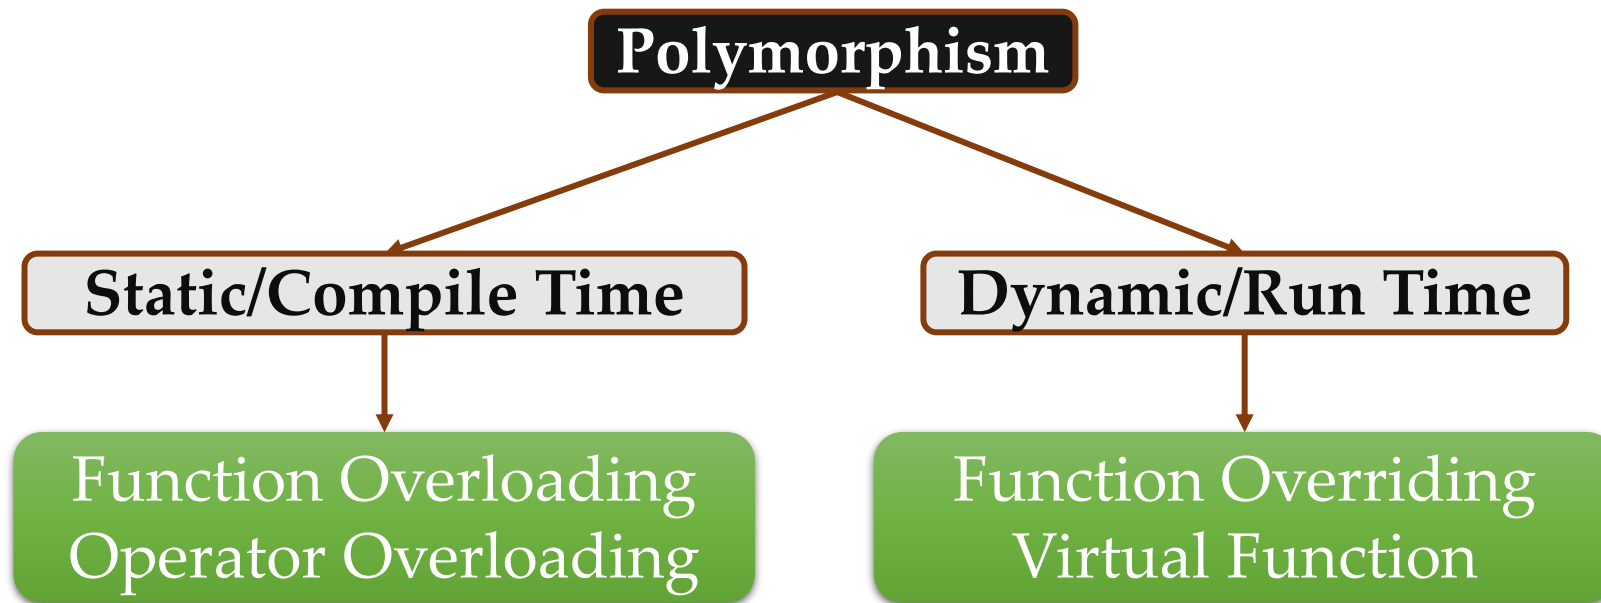 Polymorphism
Static/Compile Time
Dynamic/Run Time
Function Overloading
Operator Overloading
Function Overriding
Virtual Function